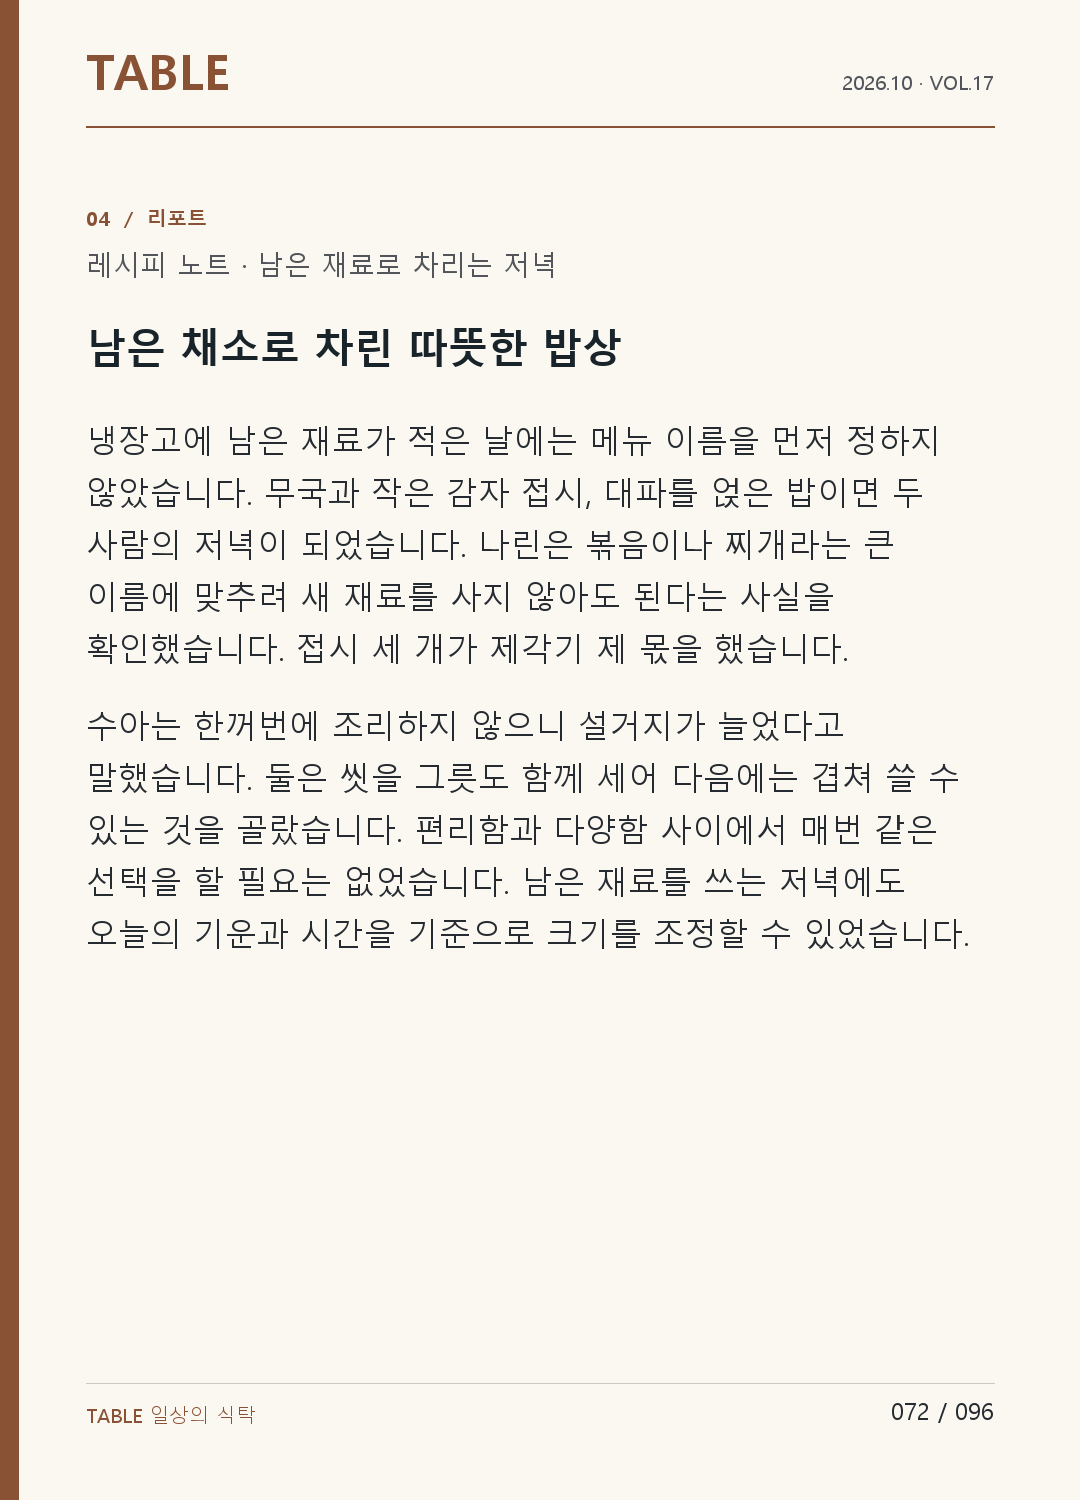 TABLE
2026.10 · VOL.17
04 / 리포트
레시피 노트 · 남은 재료로 차리는 저녁
남은 채소로 차린 따뜻한 밥상
냉장고에 남은 재료가 적은 날에는 메뉴 이름을 먼저 정하지
않았습니다. 무국과 작은 감자 접시, 대파를 얹은 밥이면 두
사람의 저녁이 되었습니다. 나린은 볶음이나 찌개라는 큰
이름에 맞추려 새 재료를 사지 않아도 된다는 사실을
확인했습니다. 접시 세 개가 제각기 제 몫을 했습니다.
수아는 한꺼번에 조리하지 않으니 설거지가 늘었다고
말했습니다. 둘은 씻을 그릇도 함께 세어 다음에는 겹쳐 쓸 수
있는 것을 골랐습니다. 편리함과 다양함 사이에서 매번 같은
선택을 할 필요는 없었습니다. 남은 재료를 쓰는 저녁에도
오늘의 기운과 시간을 기준으로 크기를 조정할 수 있었습니다.
TABLE 일상의 식탁
072 / 096